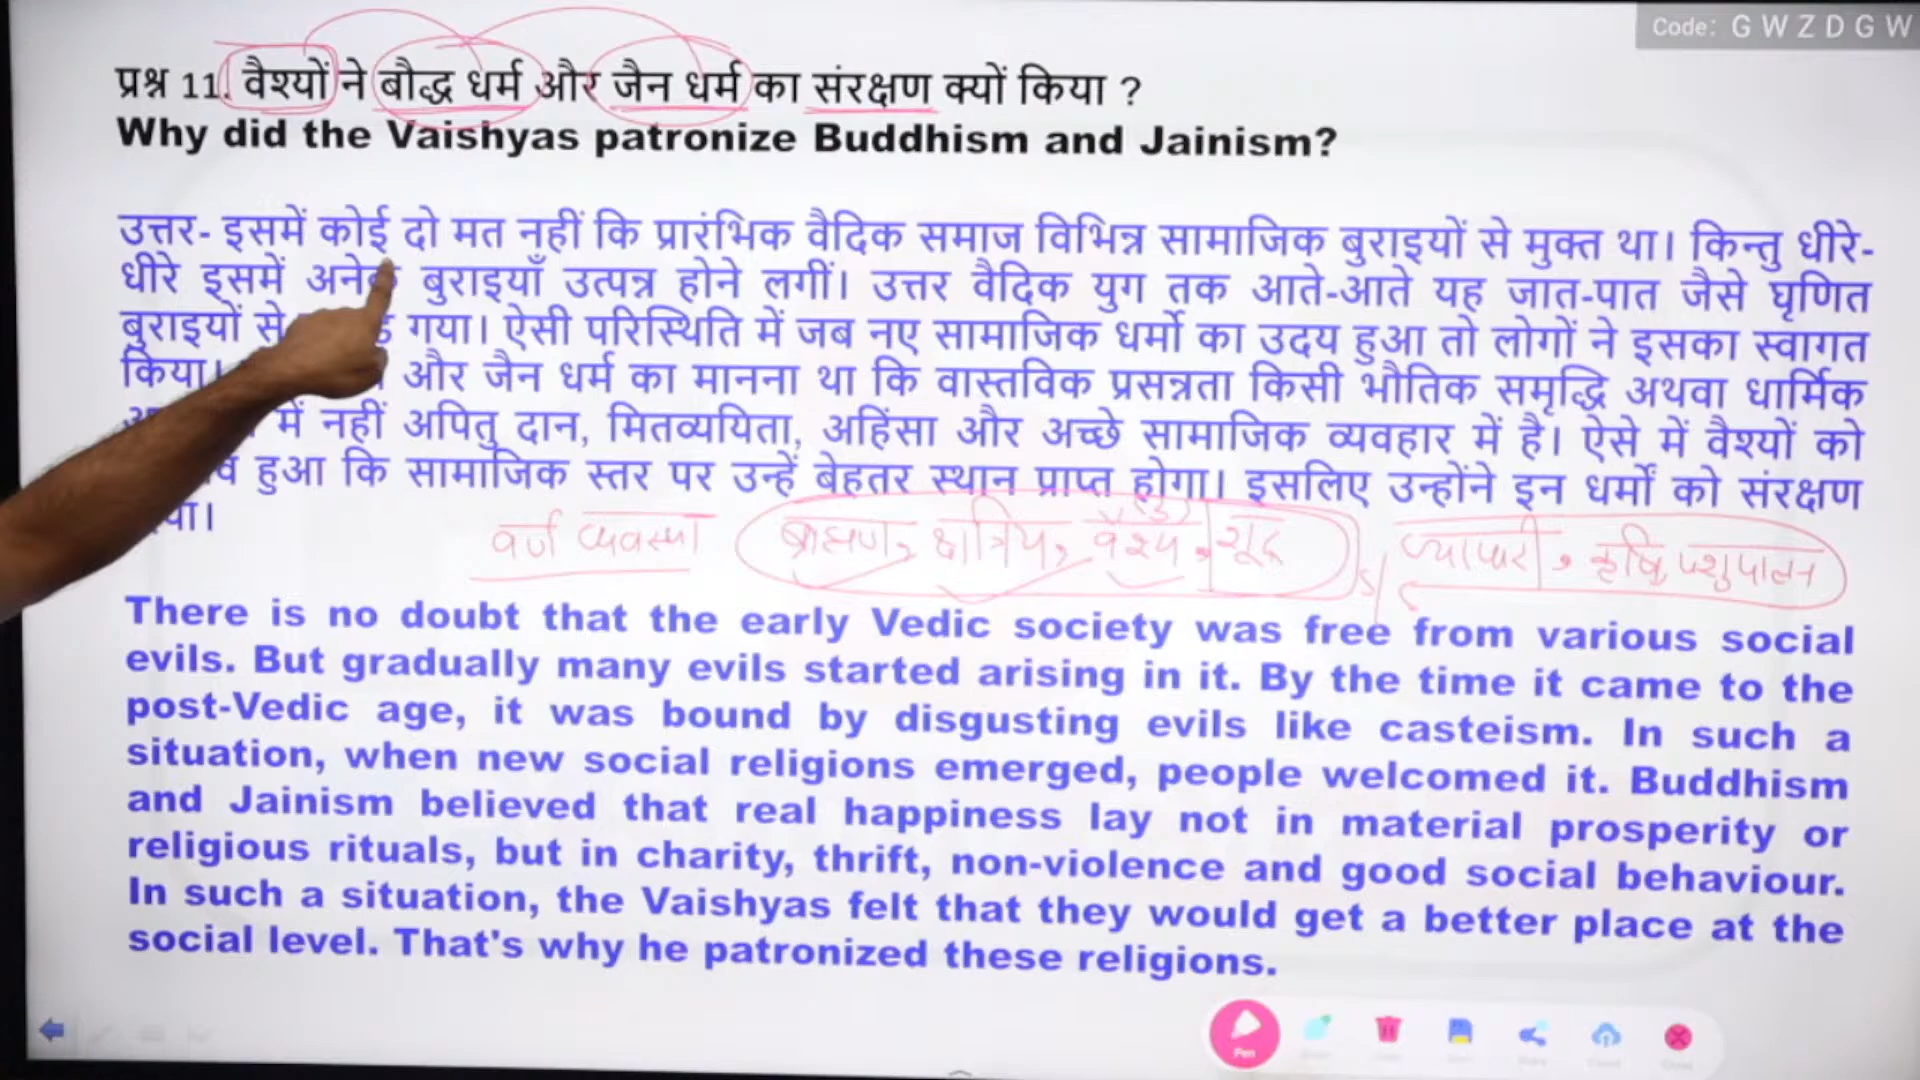 Code: G W Z D G W
प्रश्न 11. वैश्यों ने बौद्ध धर्म और जैन धर्म का संरक्षण क्यों किया ?
Why did the Vaishyas patronize Buddhism and Jainism?
उत्तर- इसमें कोई दो मत नहीं कि प्रारंभिक वैदिक समाज विभिन्न सामाजिक बुराइयों से मुक्त था। किन्तु धीरे-
धीरे इसमें बुराइयाँ उत्पन्न होने लगीं। उत्तर वैदिक युग तक आते-आते यह जात-पात जैसे घृणित
बुराइयों से गया। ऐसी परिस्थिति में जब नए सामाजिक धर्मो का उदय हुआ तो लोगों ने इसका स्वागत
किया। और जैन धर्म का मानना था कि वास्तविक प्रसन्नता किसी भौतिक समृद्धि अथवा धार्मिक
में नहीं अपितु दान, मितव्ययिता, अहिंसा और अच्छे सामाजिक व्यवहार में है। ऐसे में वैश्यों को
हुआ कि सामाजिक स्तर पर उन्हें बेहतर स्थान प्राप्त होगा। इसलिए उन्होंने इन धर्मों को संरक्षण
वर्ण व्यवस्था ब्राह्मण, क्षत्रिय, वैश्य, शूद्र व्यापारी, कृषि, पशुपालन
There is no doubt that the early Vedic society was free from various social
evils. But gradually many evils started arising in it. By the time it came to the
post-Vedic age, it was bound by disgusting evils like casteism. In such a
situation, when new social religions emerged, people welcomed it. Buddhism
and Jainism believed that real happiness lay not in material prosperity or
religious rituals, but in charity, thrift, non-violence and good social behaviour.
In such a situation, the Vaishyas felt that they would get a better place at the
social level. That's why he patronized these religions.
Pen